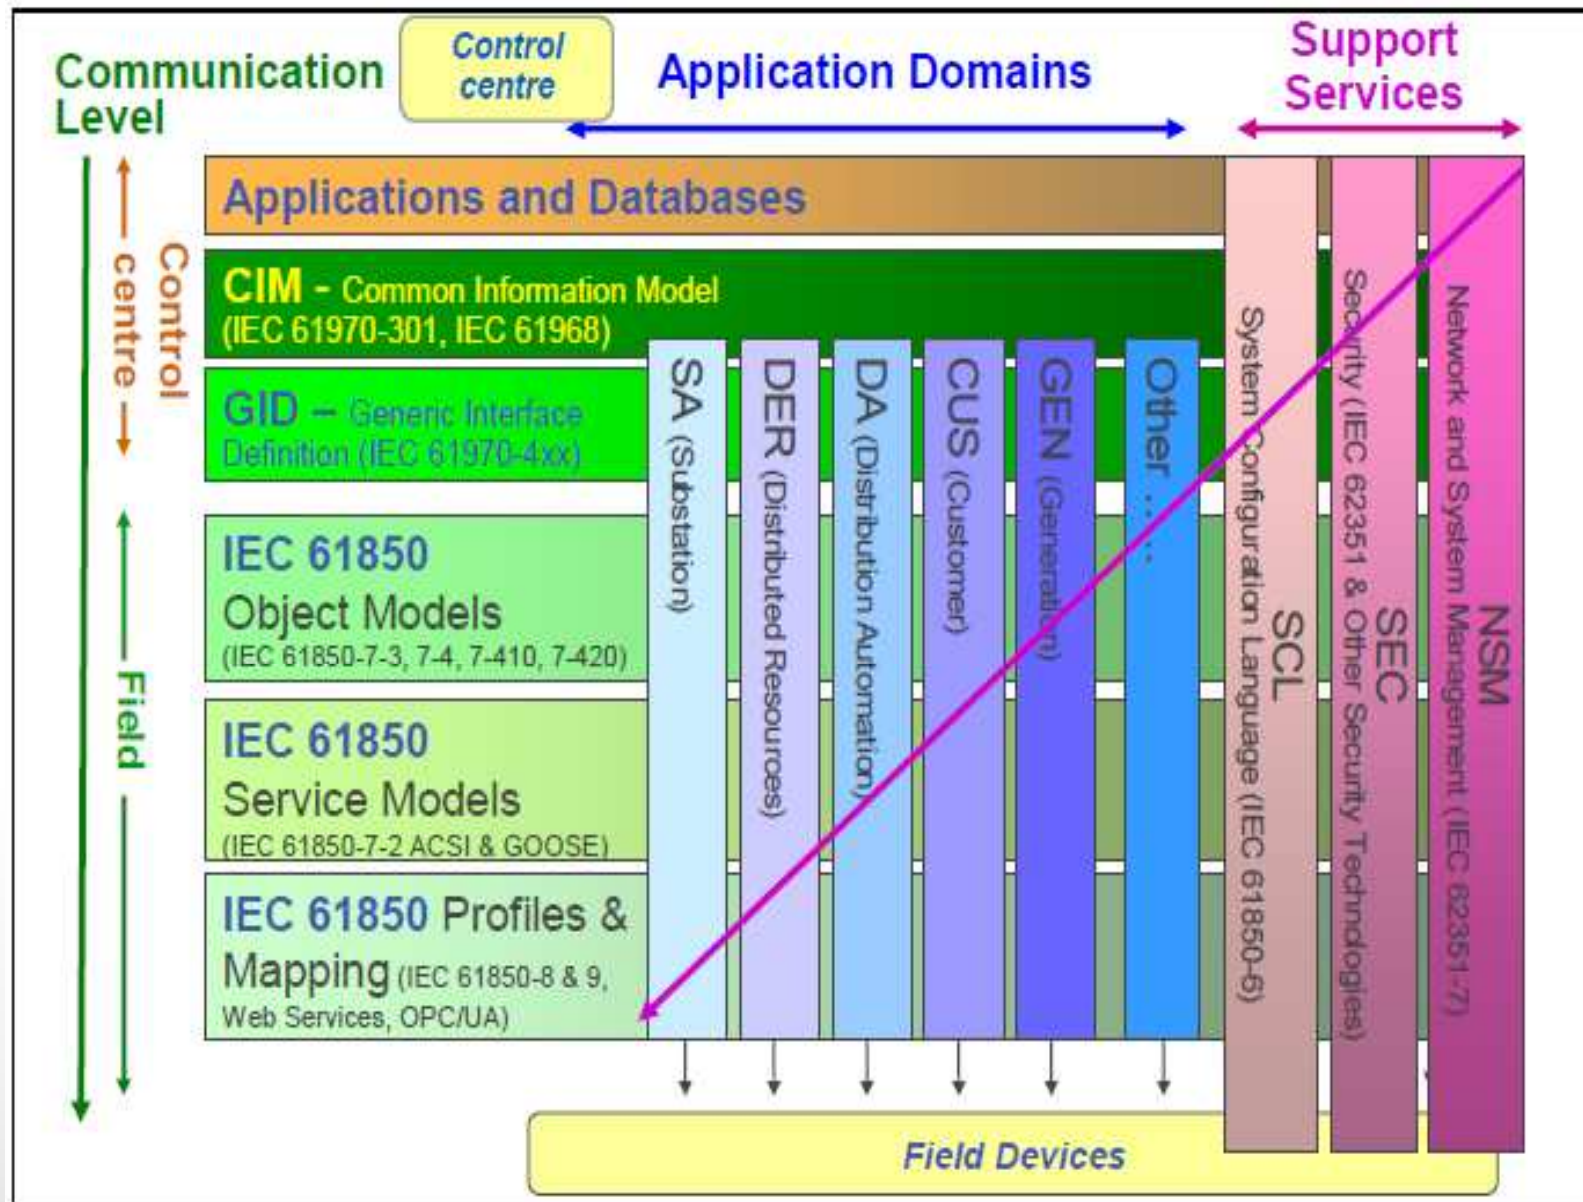 Communication
Level
Control
centre
Application Domains
Support
Services
Control
centre
Field
Applications and Databases
CIM - Common Information Model
(IEC 61970-301, IEC 61968)
GID – Generic Interface
Definition (IEC 61970-4xx)
IEC 61850
Object Models
(IEC 61850-7-3, 7-4, 7-410, 7-420)
IEC 61850
Service Models
(IEC 61850-7-2 ACSI & GOOSE)
IEC 61850 Profiles &
Mapping (IEC 61850-8 & 9,
Web Services, OPC/UA)
SA (Substation)
DER (Distributed Resources)
DA (Distribution Automation)
CUS (Customer)
GEN (Generation)
Other .....
SCL
System Configuration Language (IEC 61850-6)
SEC
Security (IEC 62351 & Other Security Technologies)
NSM
Network and System Management (IEC 62351-7)
Field Devices